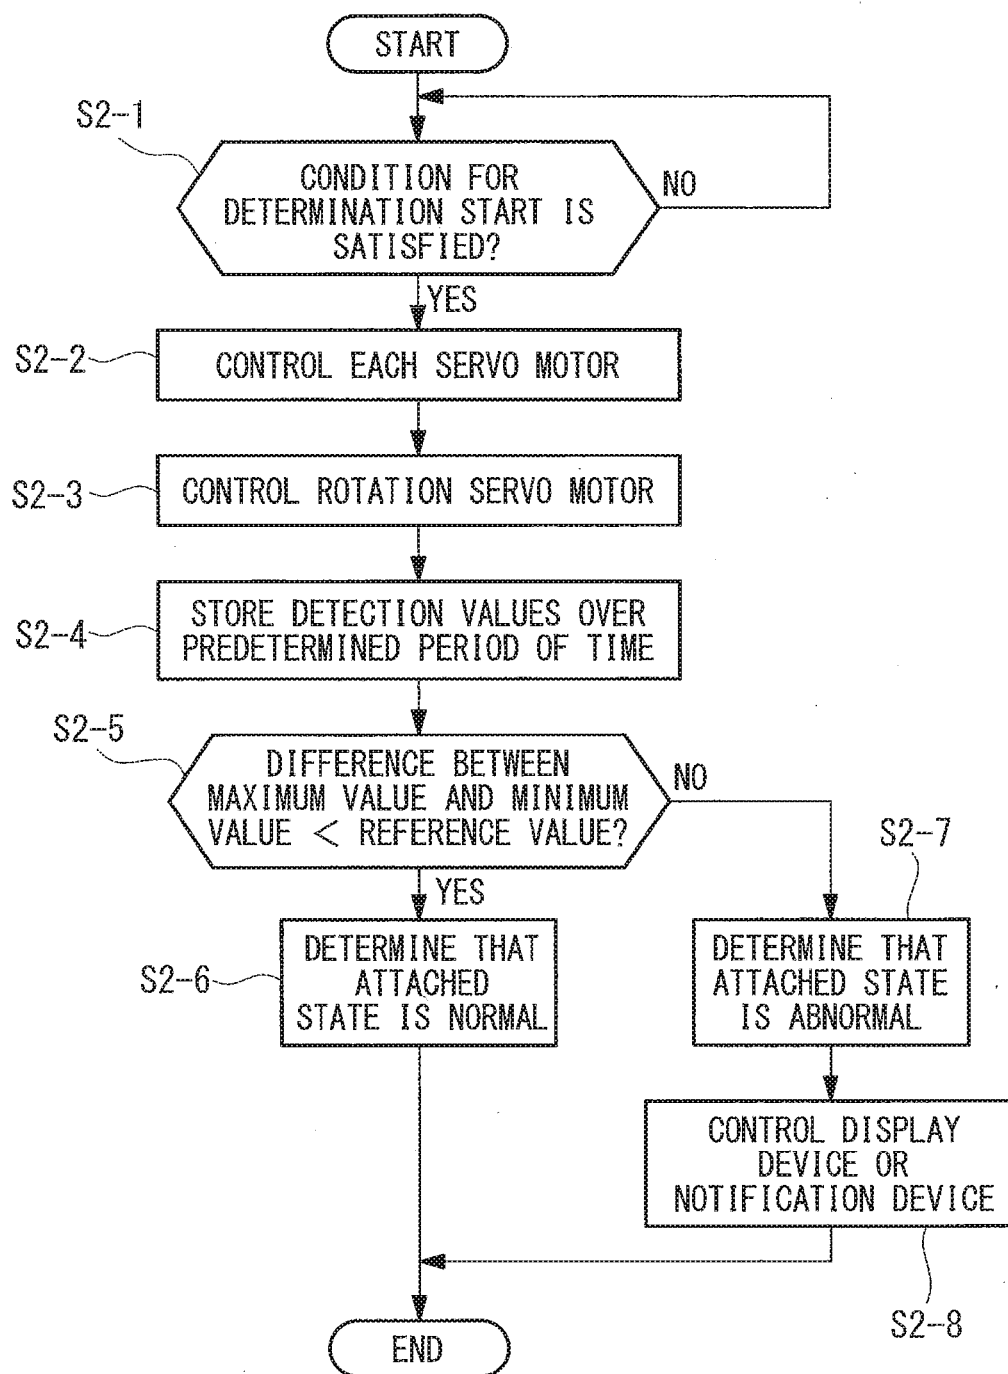 START
S2-1
CONDITION FOR
DETERMINATION START IS
SATISFIED?
NO
YES
S2-2
CONTROL EACH SERVO MOTOR
S2-3
CONTROL ROTATION SERVO MOTOR
S2-4
STORE DETECTION VALUES OVER
PREDETERMINED PERIOD OF TIME
S2-5
DIFFERENCE BETWEEN
MAXIMUM VALUE AND MINIMUM
VALUE < REFERENCE VALUE?
NO
YES
S2-6
DETERMINE THAT
ATTACHED
STATE IS NORMAL
S2-7
DETERMINE THAT
ATTACHED STATE
IS ABNORMAL
CONTROL DISPLAY
DEVICE OR
NOTIFICATION DEVICE
S2-8
END